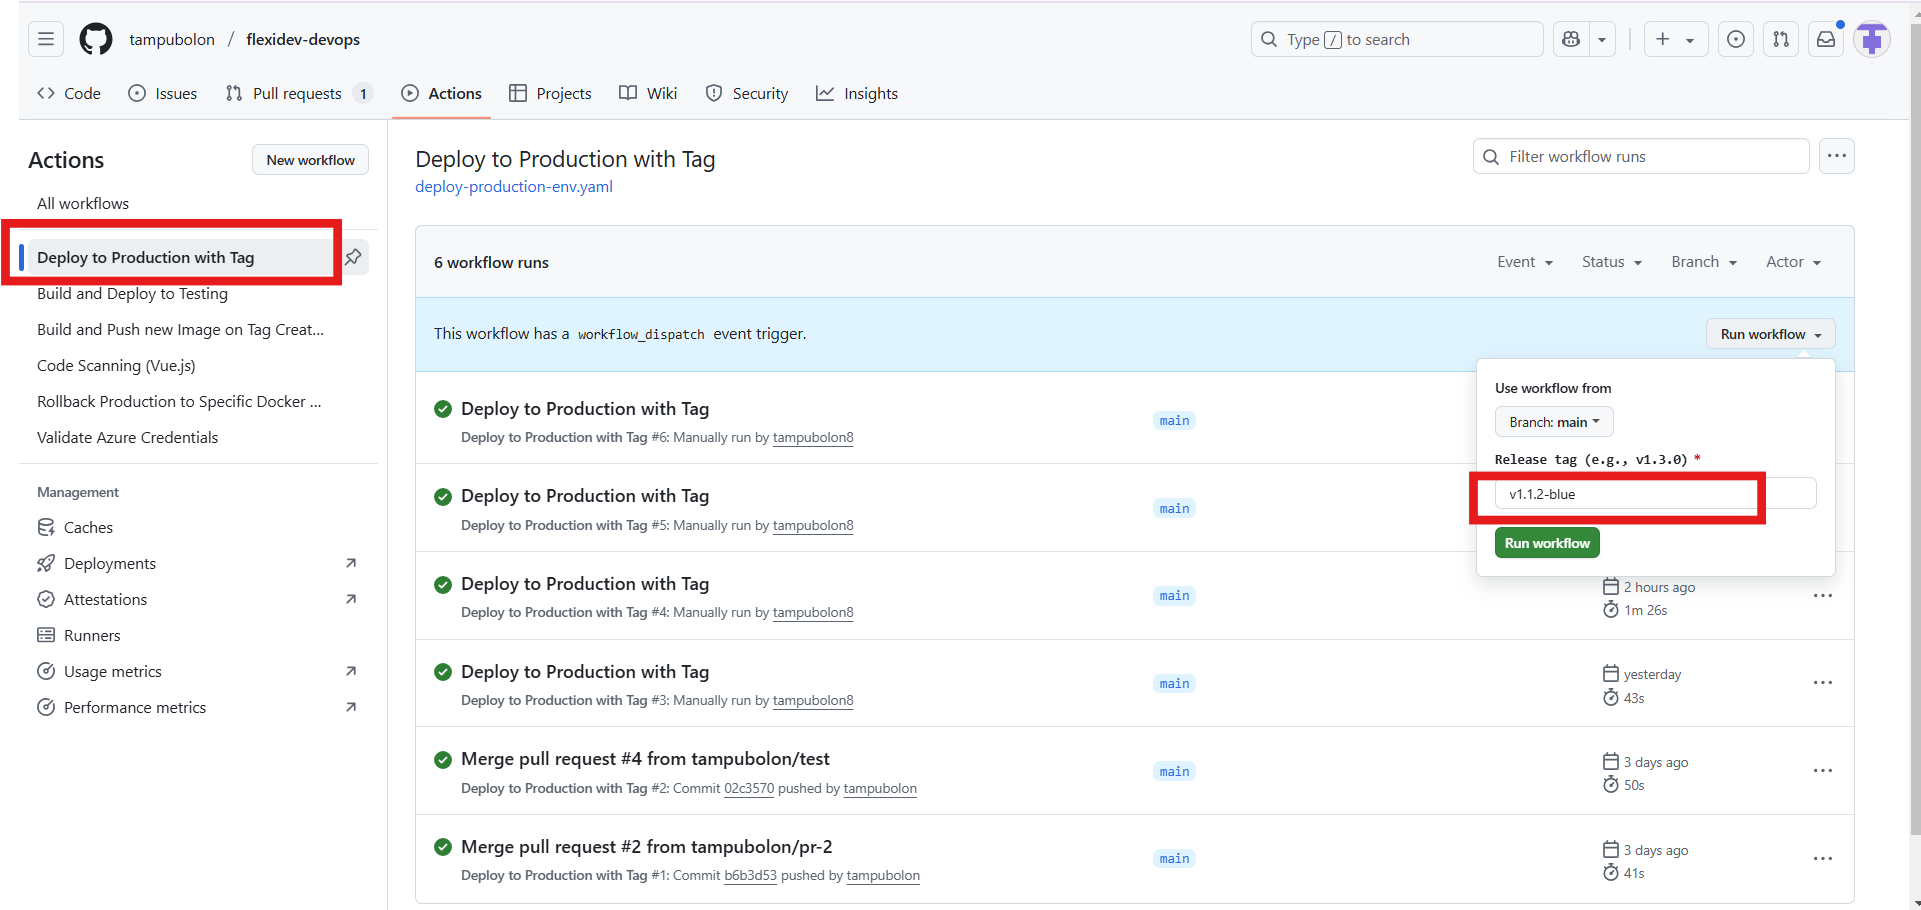 tampubolon / flexidev-devops
Type / to search
Code
Issues
Pull requests 1
Actions
Projects
Wiki
Security
Insights
Actions
New workflow
All workflows
Deploy to Production with Tag
Build and Deploy to Testing
Build and Push new Image on Tag Creat...
Code Scanning (Vue.js)
Rollback Production to Specific Docker ...
Validate Azure Credentials
Management
Caches
Deployments
Attestations
Runners
Usage metrics
Performance metrics
Deploy to Production with Tag
deploy-production-env.yaml
Filter workflow runs
6 workflow runs
Event
Status
Branch
Actor
This workflow has a workflow_dispatch event trigger.
Run workflow
Use workflow from
Branch: main
Release tag (e.g., v1.3.0) *
v1.1.2-blue
Run workflow
Deploy to Production with Tag
Deploy to Production with Tag #6: Manually run by tampubolon8
main
Deploy to Production with Tag
Deploy to Production with Tag #5: Manually run by tampubolon8
main
Deploy to Production with Tag
Deploy to Production with Tag #4: Manually run by tampubolon8
main
2 hours ago
1m 26s
Deploy to Production with Tag
Deploy to Production with Tag #3: Manually run by tampubolon8
main
yesterday
43s
Merge pull request #4 from tampubolon/test
Deploy to Production with Tag #2: Commit 02c3570 pushed by tampubolon
main
3 days ago
50s
Merge pull request #2 from tampubolon/pr-2
Deploy to Production with Tag #1: Commit b6b3d53 pushed by tampubolon
main
3 days ago
41s